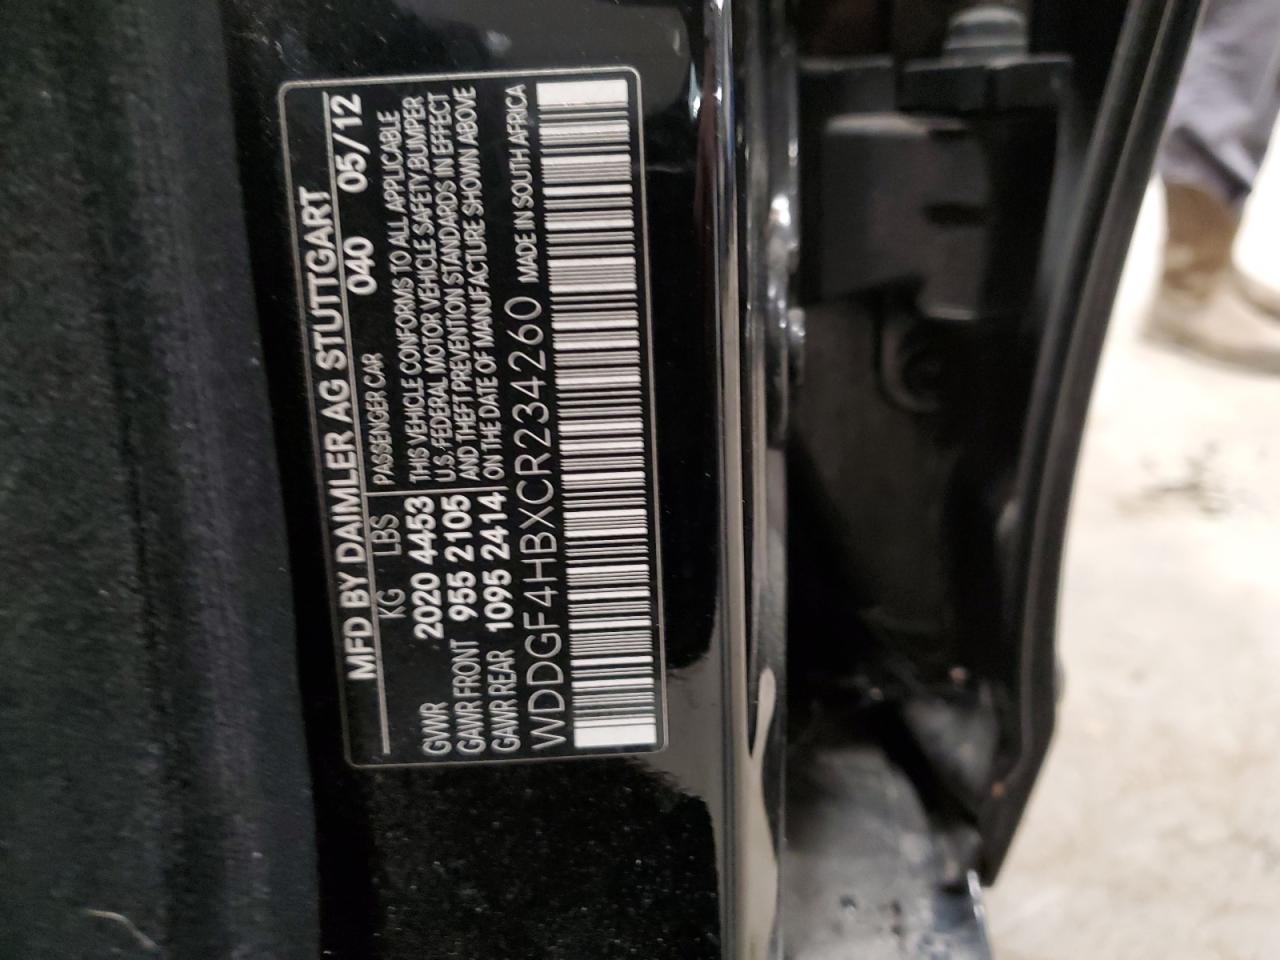 MFD BY DAIMLER AG STUTTGART
040 05/12
KG LBS
PASSENGER CAR
GVWR 2020 4453
GAWR FRONT 955 2105
GAWR REAR 1095 2414
THIS VEHICLE CONFORMS TO ALL APPLICABLE
U.S. FEDERAL MOTOR VEHICLE SAFETY, BUMPER
AND THEFT PREVENTION STANDARDS IN EFFECT
ON THE DATE OF MANUFACTURE SHOWN ABOVE
WDDGF4HBXCR234260 MADE IN SOUTH AFRICA